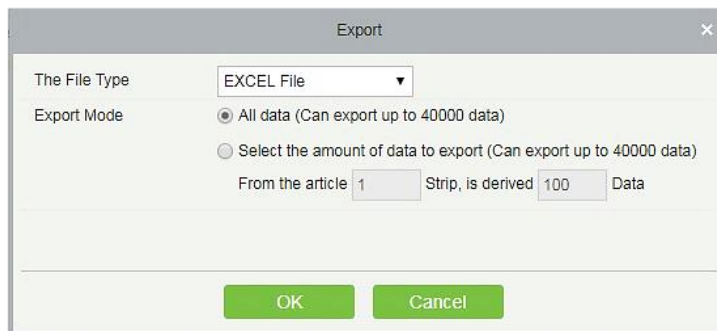 Export
The File Type EXCEL File
Export Mode All data (Can export up to 40000 data)
Select the amount of data to export (Can export up to 40000 data)
From the article 1 Strip, is derived 100 Data
OK Cancel